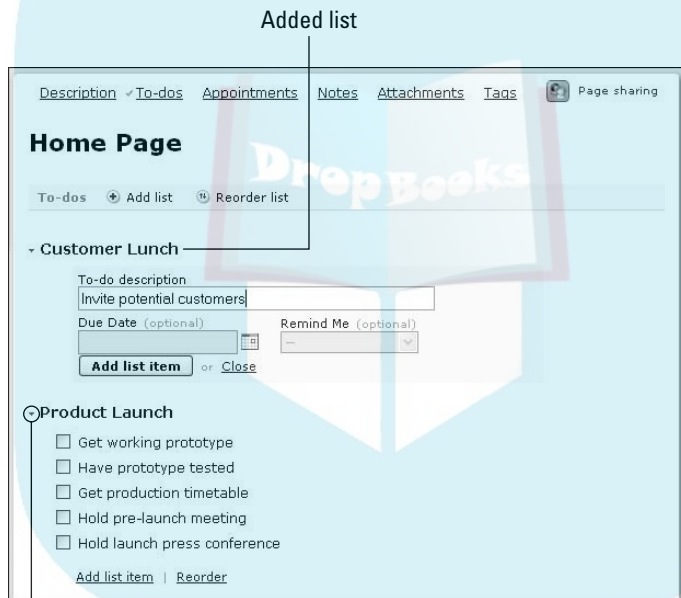 Added list
Description ✓To-dos Appointments Notes Attachments Tags Page sharing
Home Page
DropBooks
To-dos Add list Reorder list
Customer Lunch
To-do description
Invite potential customers
Due Date (optional) Remind Me (optional)
—
Add list item or Close
Product Launch
Get working prototype
Have prototype tested
Get production timetable
Hold pre-launch meeting
Hold launch press conference
Add list item | Reorder